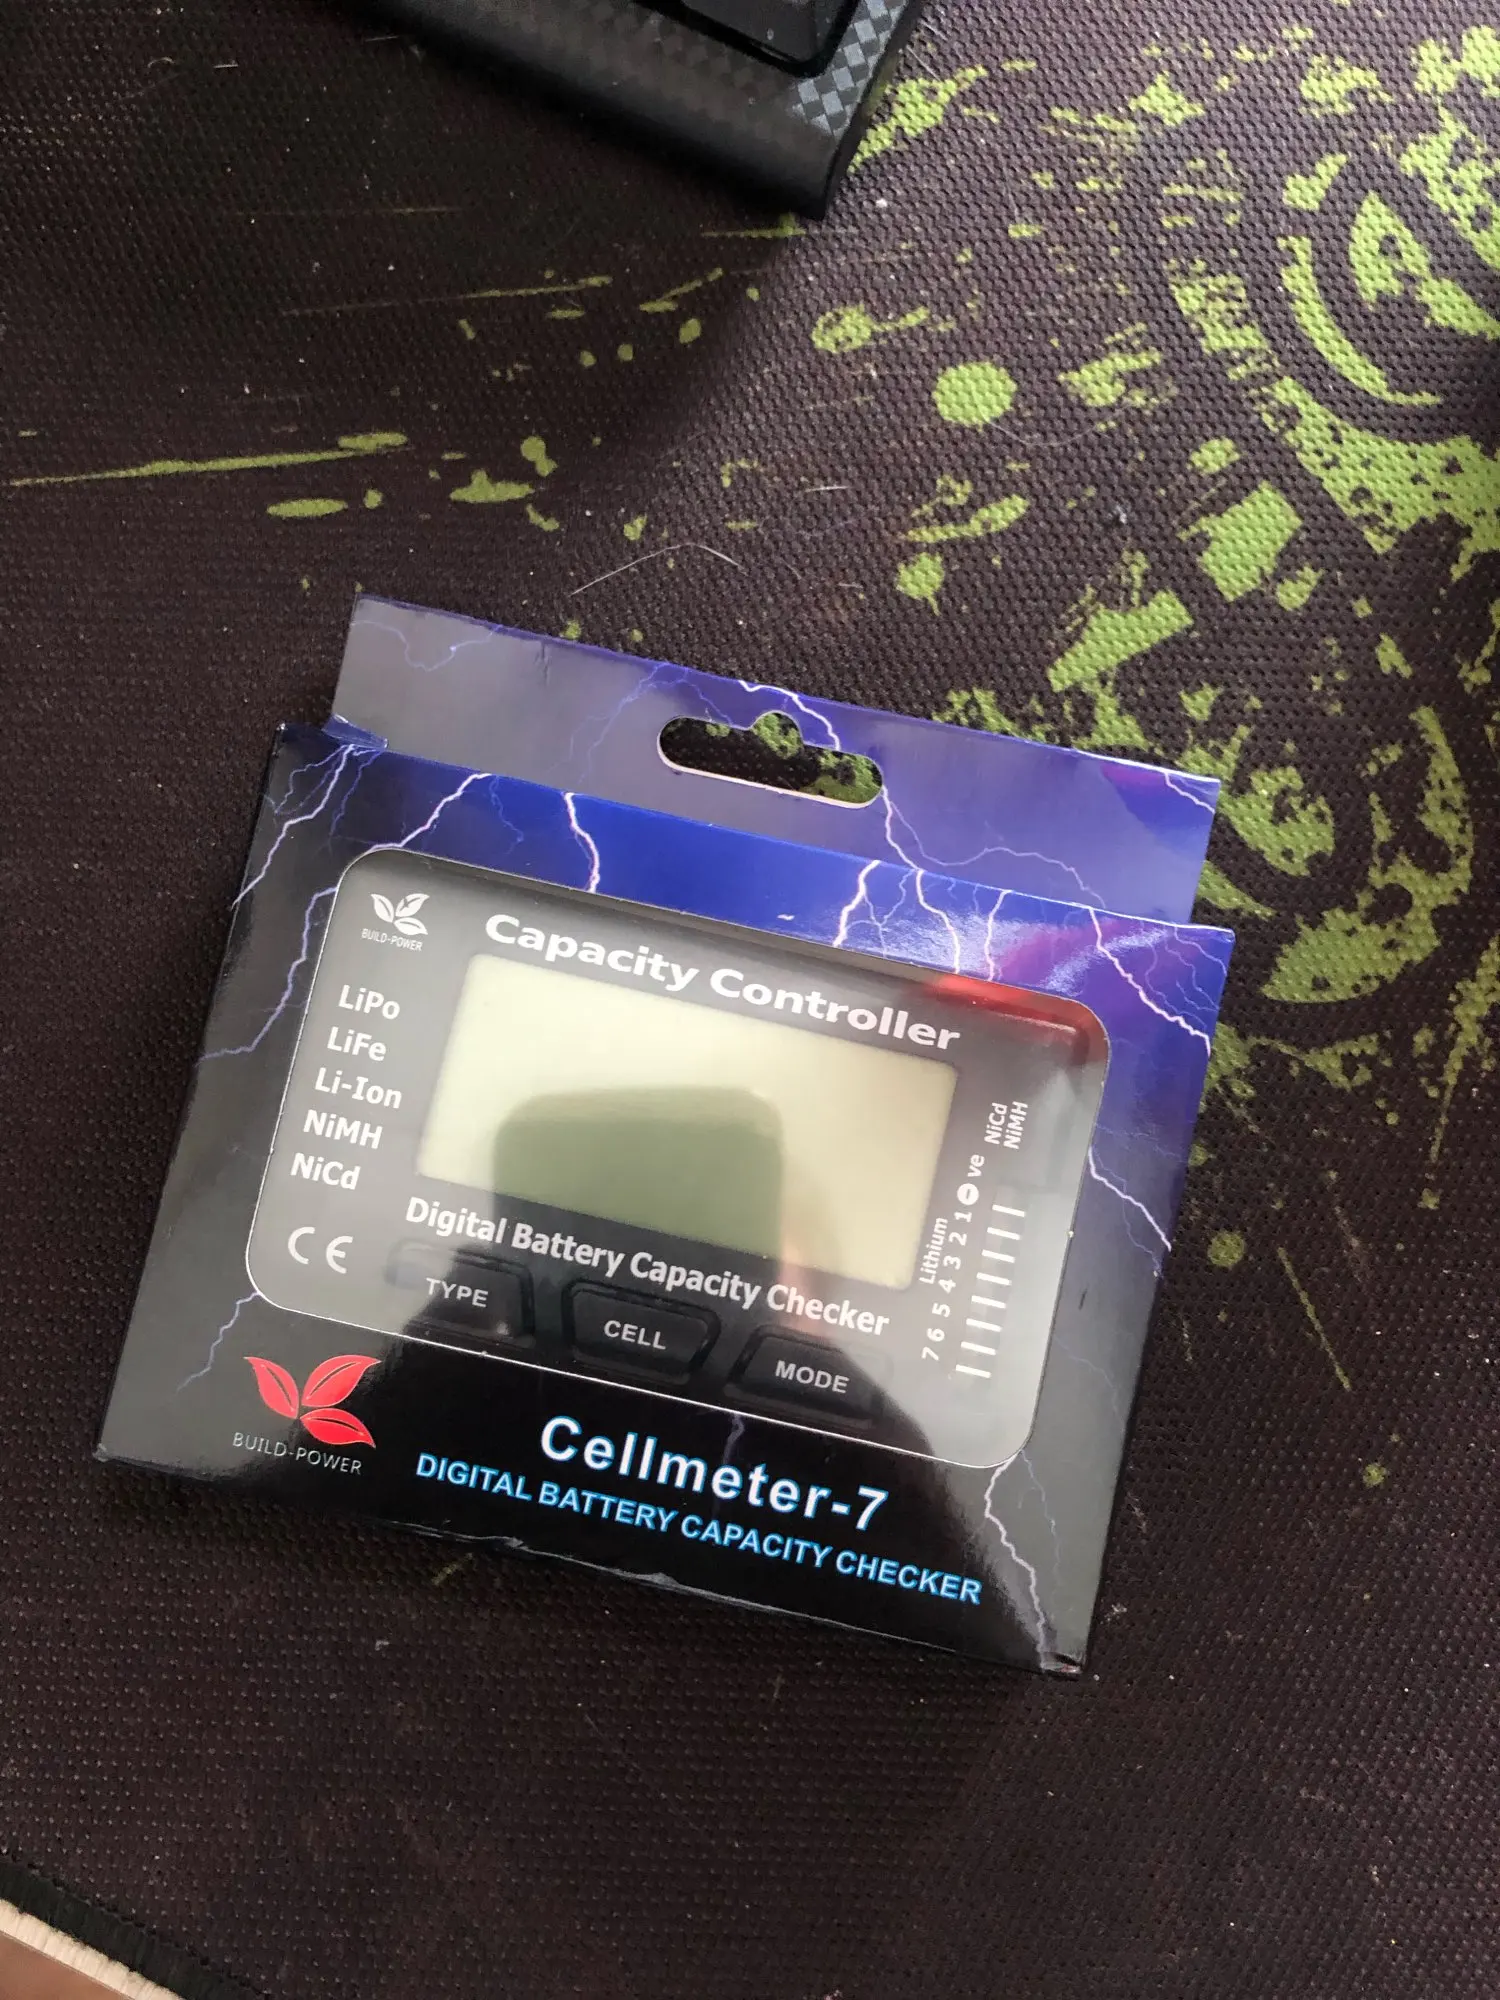 BUILD-POWER
Capacity Controller
LiPo
LiFe
Li-Ion
NiMH
NiCd
CE
Digital Battery Capacity Checker
TYPE
CELL
MODE
NiCd
NiMH
Lithium
7 6 5 4 3 2 1 - ve
BUILD-POWER
Cellmeter-7
DIGITAL BATTERY CAPACITY CHECKER